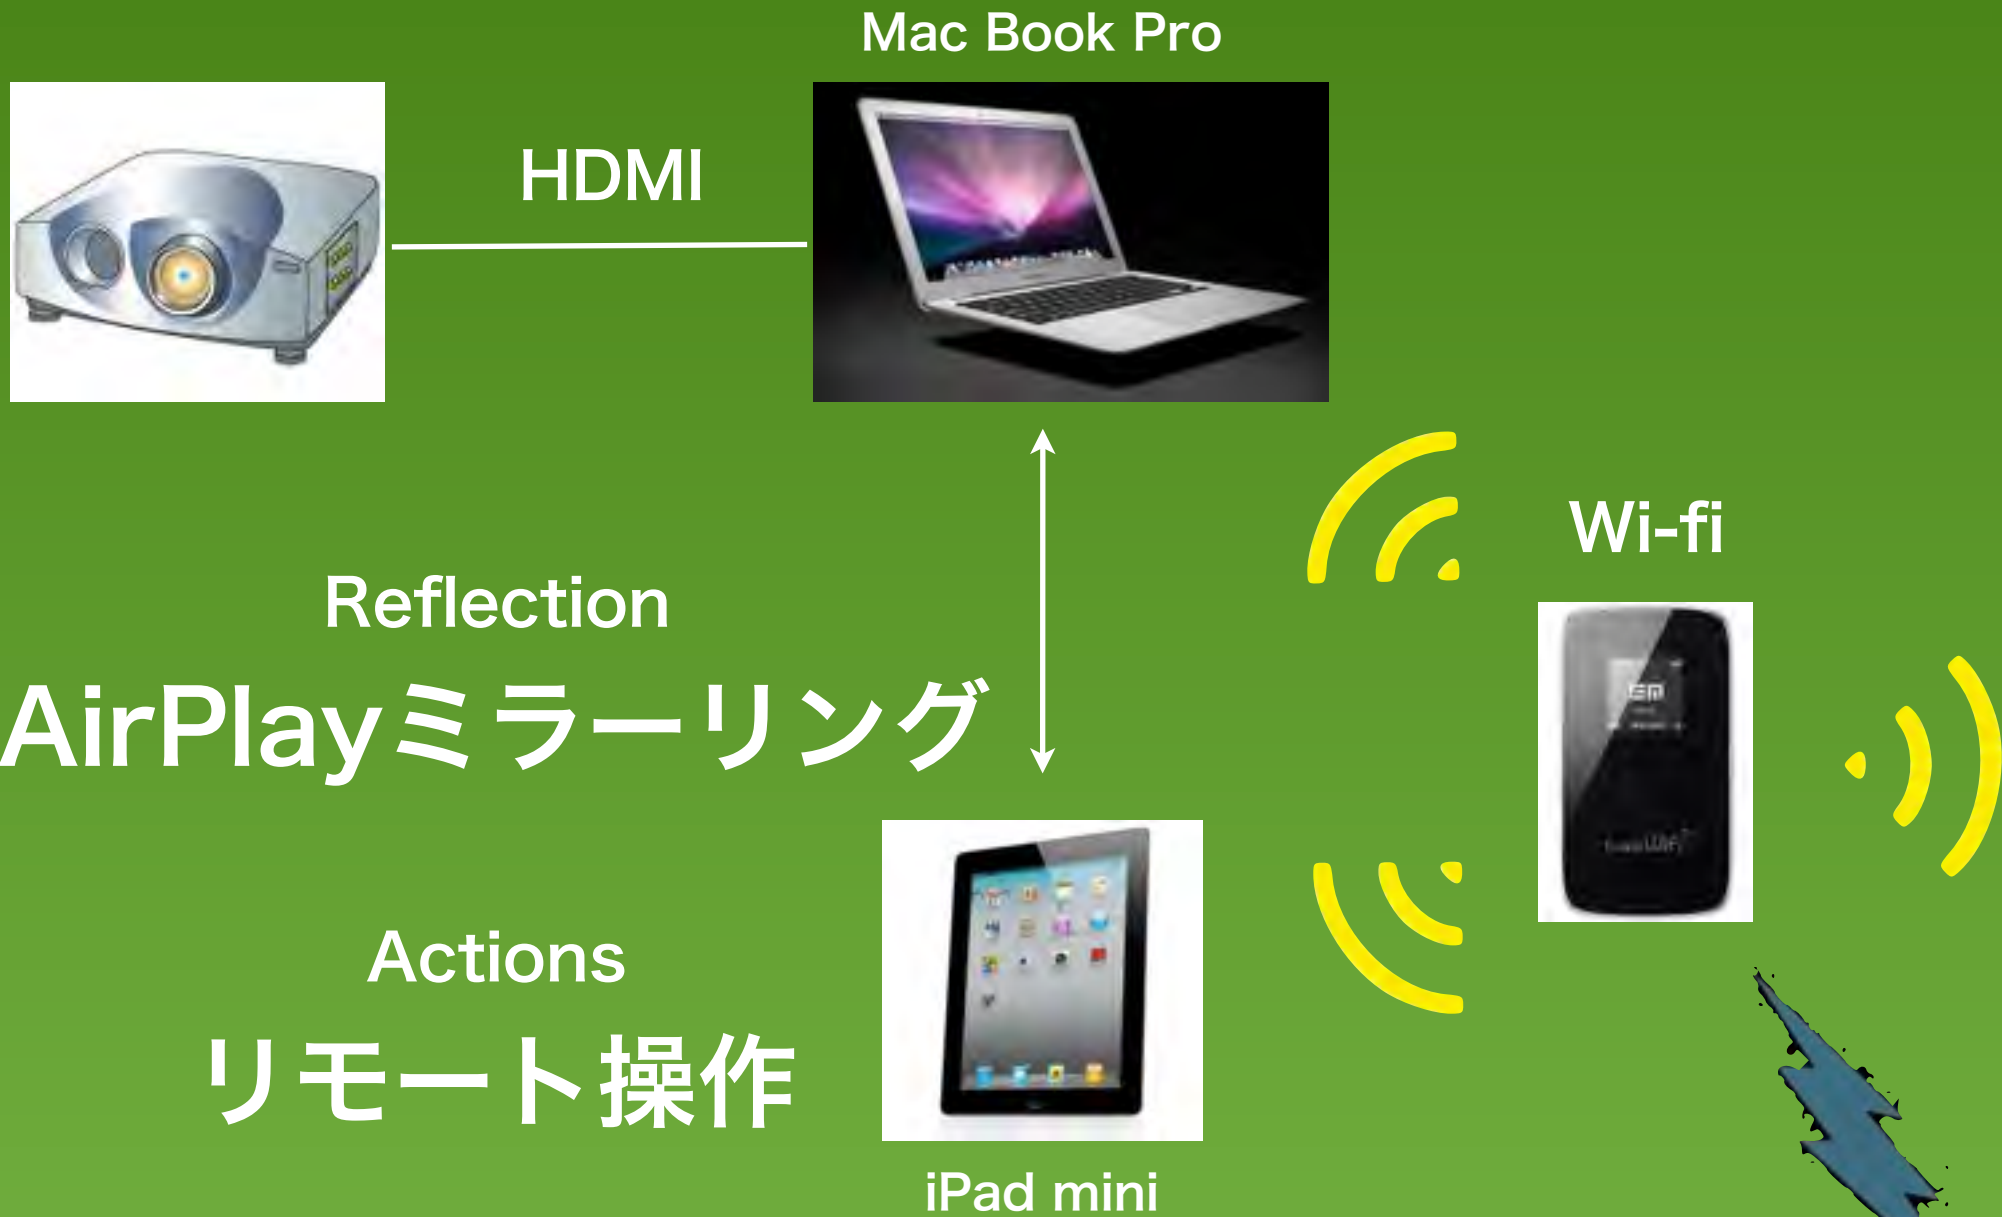 Mac Book Pro
HDMI
Wi-fi
Reflection
AirPlayミラーリング
Actions
リモート操作
iPad mini